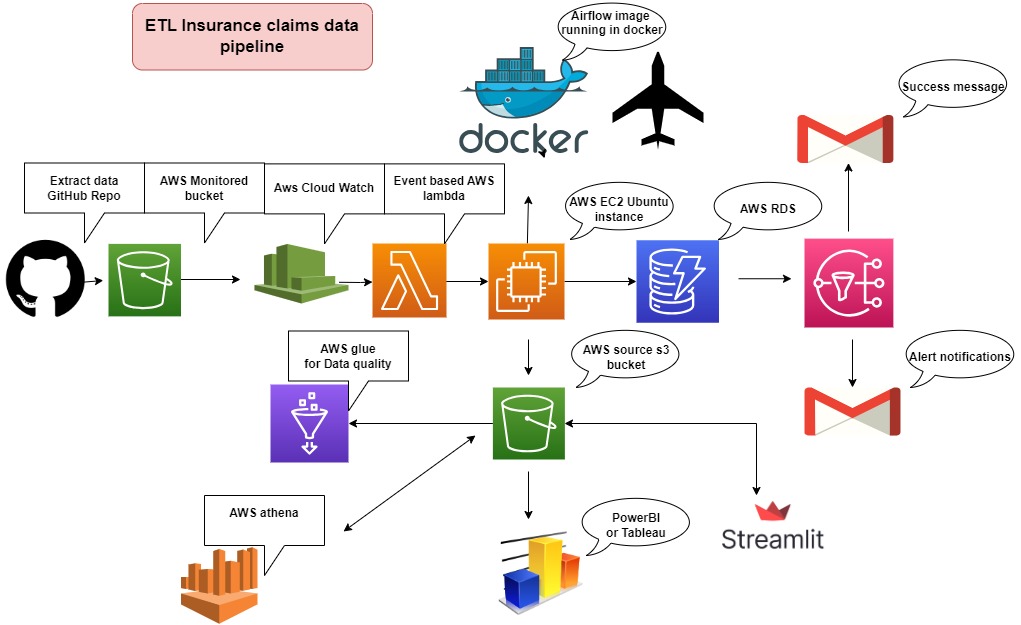 ETL Insurance claims data
pipeline
Airflow image
running in docker
docker
Success message
Extract data
GitHub Repo
AWS Monitored
bucket
Aws Cloud Watch
Event based AWS
lambda
AWS EC2 Ubuntu
instance
AWS RDS
AWS glue
for Data quality
AWS source s3
bucket
Alert notifications
AWS athena
PowerBI
or Tableau
Streamlit